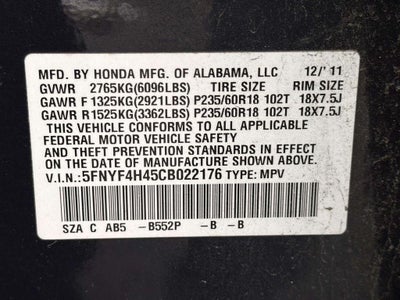 MFD. BY HONDA MFG. OF ALABAMA, LLC 12/'11
GVWR 2765KG(6096LBS) TIRE SIZE RIM SIZE
GAWR F 1325KG(2921LBS) P235/60R18 102T 18X7.5J
GAWR R 1525KG(3362LBS) P235/60R18 102T 18X7.5J
THIS VEHICLE CONFORMS TO ALL APPLICABLE
FEDERAL MOTOR VEHICLE SAFETY
AND THEFT PREVENTION STANDARDS IN EFFECT
ON THE DATE OF MANUFACTURE SHOWN ABOVE.
V.I.N.:5FNYF4H45CB022176 TYPE: MPV
SZA C AB5 -B552P -B -B